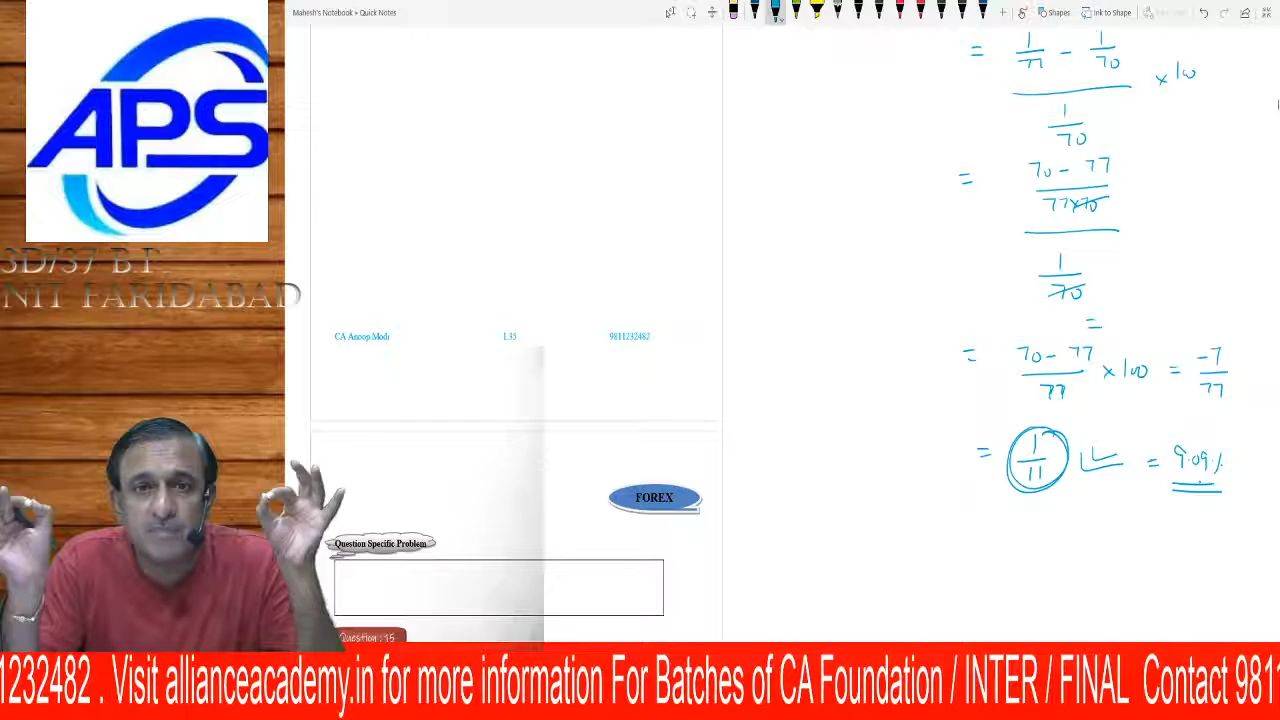 Mahesh's Notebook » Quick Notes
Shapes
Ink to Shape
APS
3D/37 B.P.
NIT FARIDABAD
= 1/77 - 1/70 × 100
1/70
= 70 - 77
77×70
1/70
=
= 70 - 77 / 77 × 100 = -7/77
= 1/11 = 9.09%
CA Anoop Modi 1.35 9811232482
FOREX
Question Specific Problem
Question : 15
1232482 . Visit allianceacademy.in for more information For Batches of CA Foundation / INTER / FINAL Contact 981